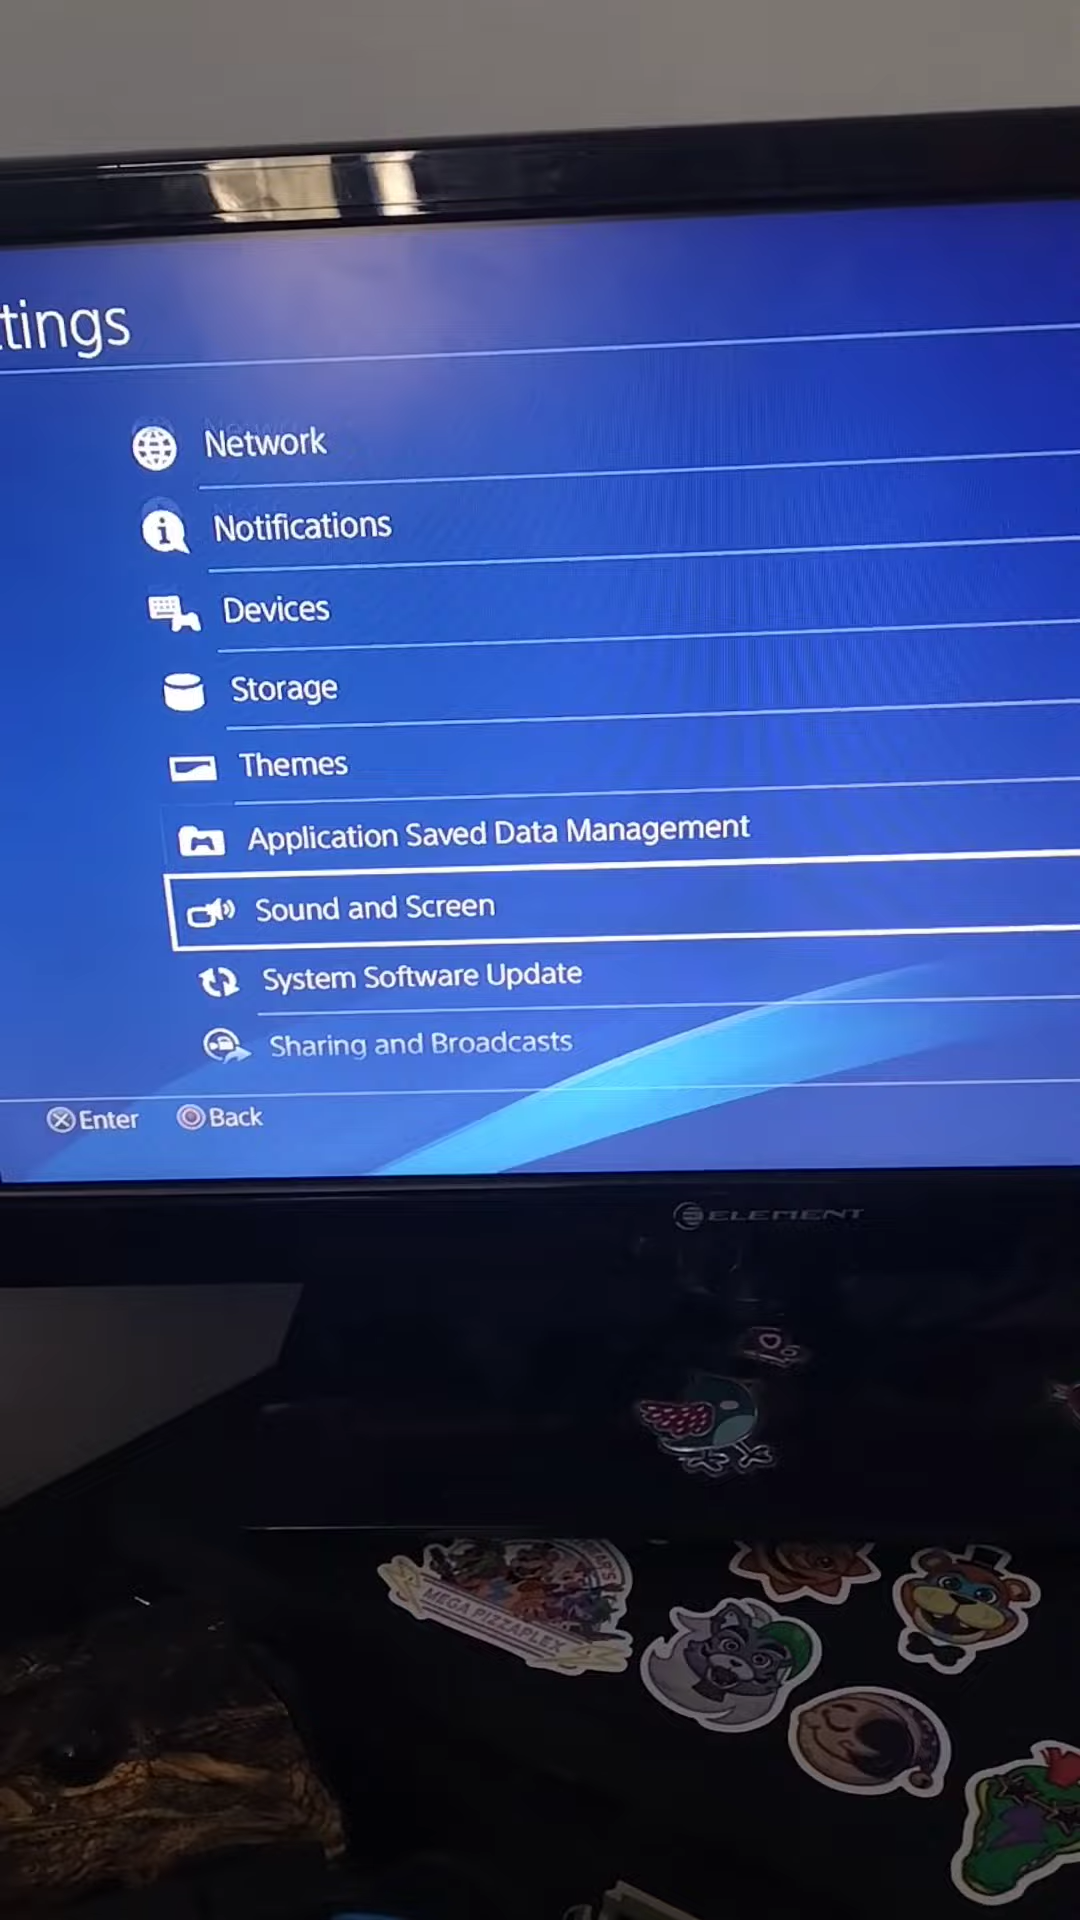 tings
Network
Notifications
Devices
Storage
Themes
Application Saved Data Management
Sound and Screen
System Software Update
Sharing and Broadcasts
Enter
Back
ELEMENT
MEGA PIZZAPLEX